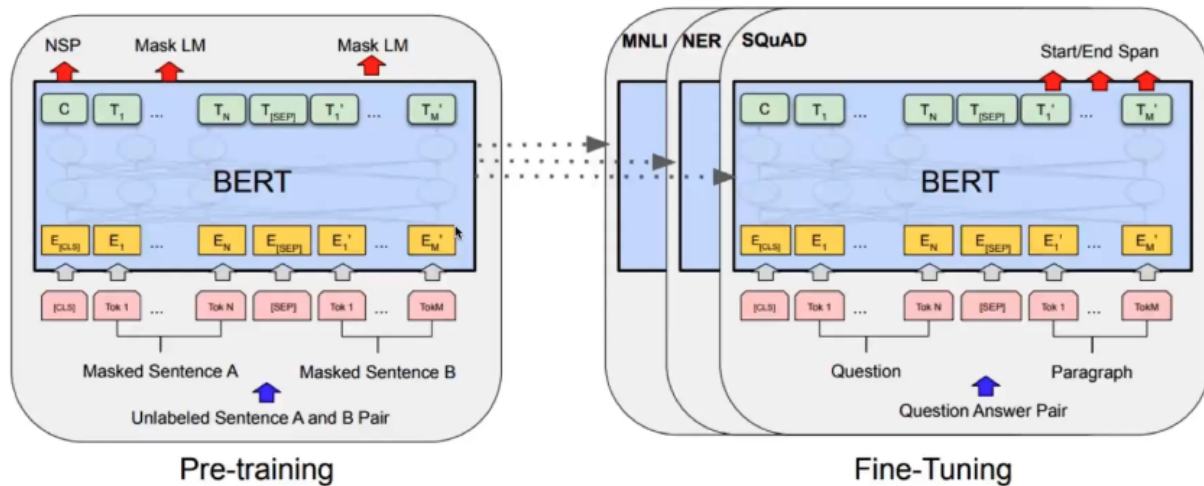 NSP Mask LM Mask LM
C T1 ... TN T[SEP] T1' ... TM'
BERT
E[CLS] E1 ... EN E[SEP] E1' ... EM'
[CLS] Tok 1 ... Tok N [SEP] Tok 1 ... TokM
Masked Sentence A Masked Sentence B
Unlabeled Sentence A and B Pair
Pre-training
MNLI NER SQuAD
Start/End Span
C T1 ... TN T[SEP] T1' ... TM'
BERT
E[CLS] E1 ... EN E[SEP] E1' ... EM'
[CLS] Tok 1 ... Tok N [SEP] Tok 1 ... TokM
Question Paragraph
Question Answer Pair
Fine-Tuning